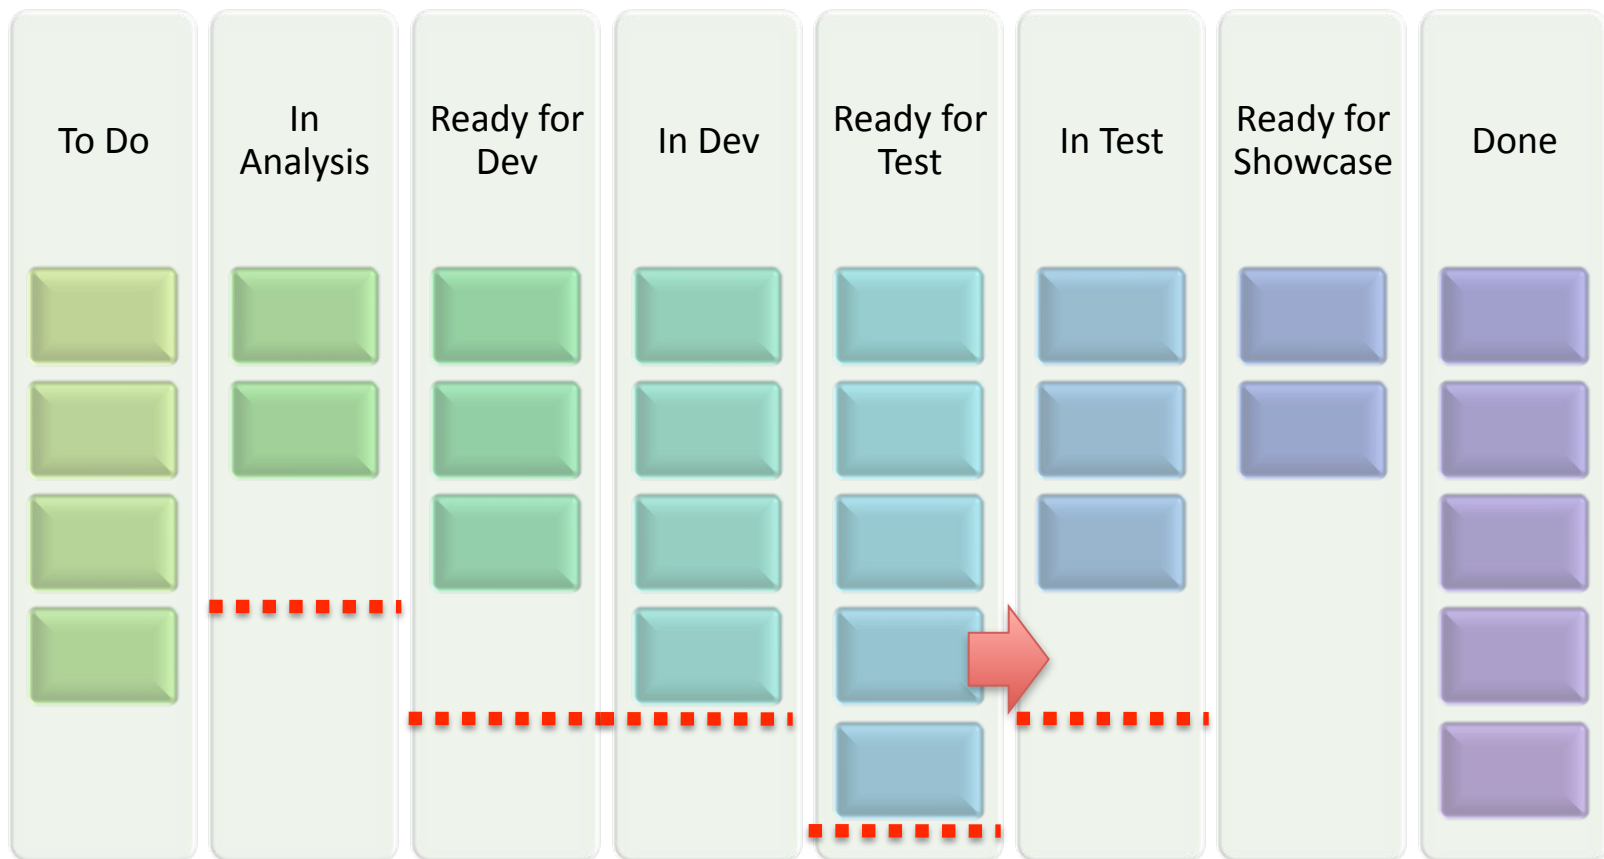 To Do
In
Analysis
Ready for
Dev
In Dev
Ready for
Test
In Test
Ready for
Showcase
Done